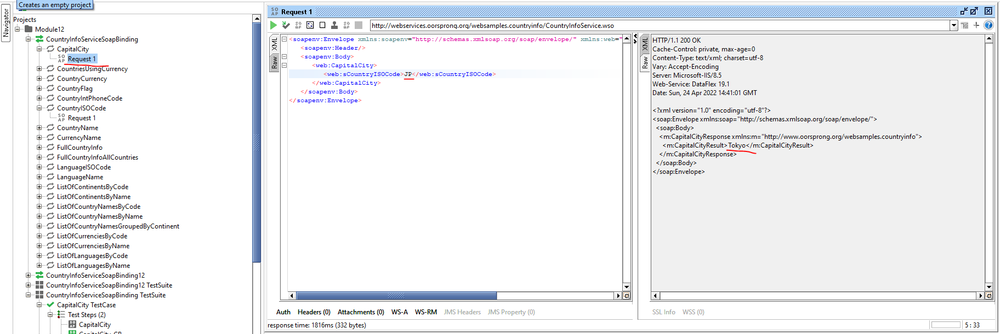 Creates an empty project
Navigator
Projects
Module12
CountryInfoServiceSoapBinding
CapitalCity
SO AP Request 1
CountriesUsingCurrency
CountryCurrency
CountryFlag
CountryIntPhoneCode
CountryISOCode
SO AP Request 1
CountryName
CurrencyName
FullCountryInfo
FullCountryInfoAllCountries
LanguageISOCode
LanguageName
ListOfContinentsByCode
ListOfContinentsByName
ListOfCountryNamesByCode
ListOfCountryNamesByName
ListOfCountryNamesGroupedByContinent
ListOfCurrenciesByCode
ListOfCurrenciesByName
ListOfLanguagesByCode
ListOfLanguagesByName
CountryInfoServiceSoapBinding12
CountryInfoServiceSoapBinding12 TestSuite
CountryInfoServiceSoapBinding TestSuite
CapitalCity TestCase
Test Steps (2)
CapitalCity
SO AP Request 1
http://webservices.oorsprong.org/websamples.countryinfo/CountryInfoService.wso
XML
Raw
<soapenv:Envelope xmlns:soapenv="http://schemas.xmlsoap.org/soap/envelope/" xmlns:web="
<soapenv:Header/>
<soapenv:Body>
<web:CapitalCity>
<web:sCountryISOCode>JP</web:sCountryISOCode>
</web:CapitalCity>
</soapenv:Body>
</soapenv:Envelope>
XML
Raw
HTTP/1.1 200 OK
Cache-Control: private, max-age=0
Content-Type: text/xml; charset=utf-8
Vary: Accept-Encoding
Server: Microsoft-IIS/8.5
Web-Service: DataFlex 19.1
Date: Sun, 24 Apr 2022 14:41:01 GMT
<?xml version="1.0" encoding="utf-8"?>
<soap:Envelope xmlns:soap="http://schemas.xmlsoap.org/soap/envelope/">
<soap:Body>
<m:CapitalCityResponse xmlns:m="http://www.oorsprong.org/websamples.countryinfo">
<m:CapitalCityResult>Tokyo</m:CapitalCityResult>
</m:CapitalCityResponse>
</soap:Body>
</soap:Envelope>
Auth Headers (0) Attachments (0) WS-A WS-RM JMS Headers JMS Property (0)
SSL Info WSS (0)
response time: 1816ms (332 bytes)
5 : 33